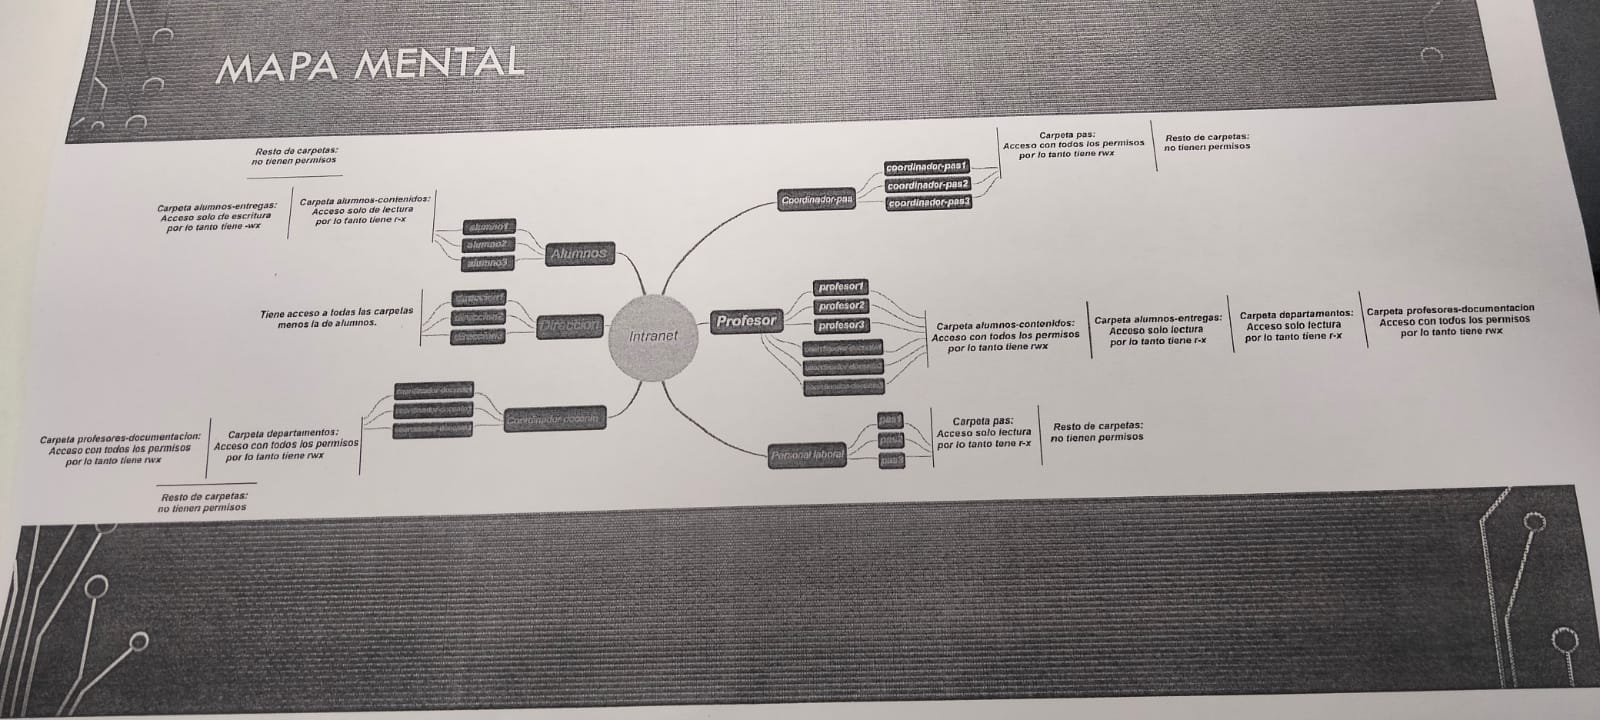 MAPA MENTAL
Resto de carpetas:
no tienen permisos
Carpeta alumnos-entregas:
Acceso solo de escritura
por lo tanto tiene -wx
Carpeta alumnos-contenidos:
Acceso solo de lectura
por lo tanto tiene r-x
alumno1
alumno2
alumno3
Alumnos
Tiene acceso a todas las carpetas
menos la de alumnos.
direccion1
direccion2
direccion3
Direccion
Carpeta profesores-documentacion:
Acceso con todos los permisos
por lo tanto tiene rwx
Carpeta departamentos:
Acceso con todos los permisos
por lo tanto tiene rwx
coordinador-docente1
coordinador-docente2
coordinador-docente3
Resto de carpetas:
no tienen permisos
Intranet
Coordinador-pas
coordinador-pas1
coordinador-pas2
coordinador-pas3
Carpeta pas:
Acceso con todos los permisos
por lo tanto tiene rwx
Resto de carpetas:
no tienen permisos
Profesor
profesor1
profesor2
profesor3
Carpeta alumnos-contenidos:
Acceso con todos los permisos
por lo tanto tiene rwx
Carpeta alumnos-entregas:
Acceso solo lectura
por lo tanto tiene r-x
Carpeta departamentos:
Acceso solo lectura
por lo tanto tiene r-x
Carpeta profesores-documentacion
Acceso con todos los permisos
por lo tanto tiene rwx
Personal laboral
pas1
pas2
pas3
Carpeta pas:
Acceso solo lectura
por lo tanto tene r-x
Resto de carpetas:
no tienen permisos